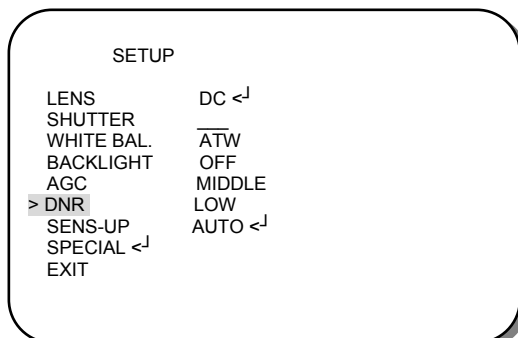 SETUP
LENS DC <┘
SHUTTER ___
WHITE BAL. ATW
BACKLIGHT OFF
AGC MIDDLE
> DNR LOW
SENS-UP AUTO <┘
SPECIAL <┘
EXIT